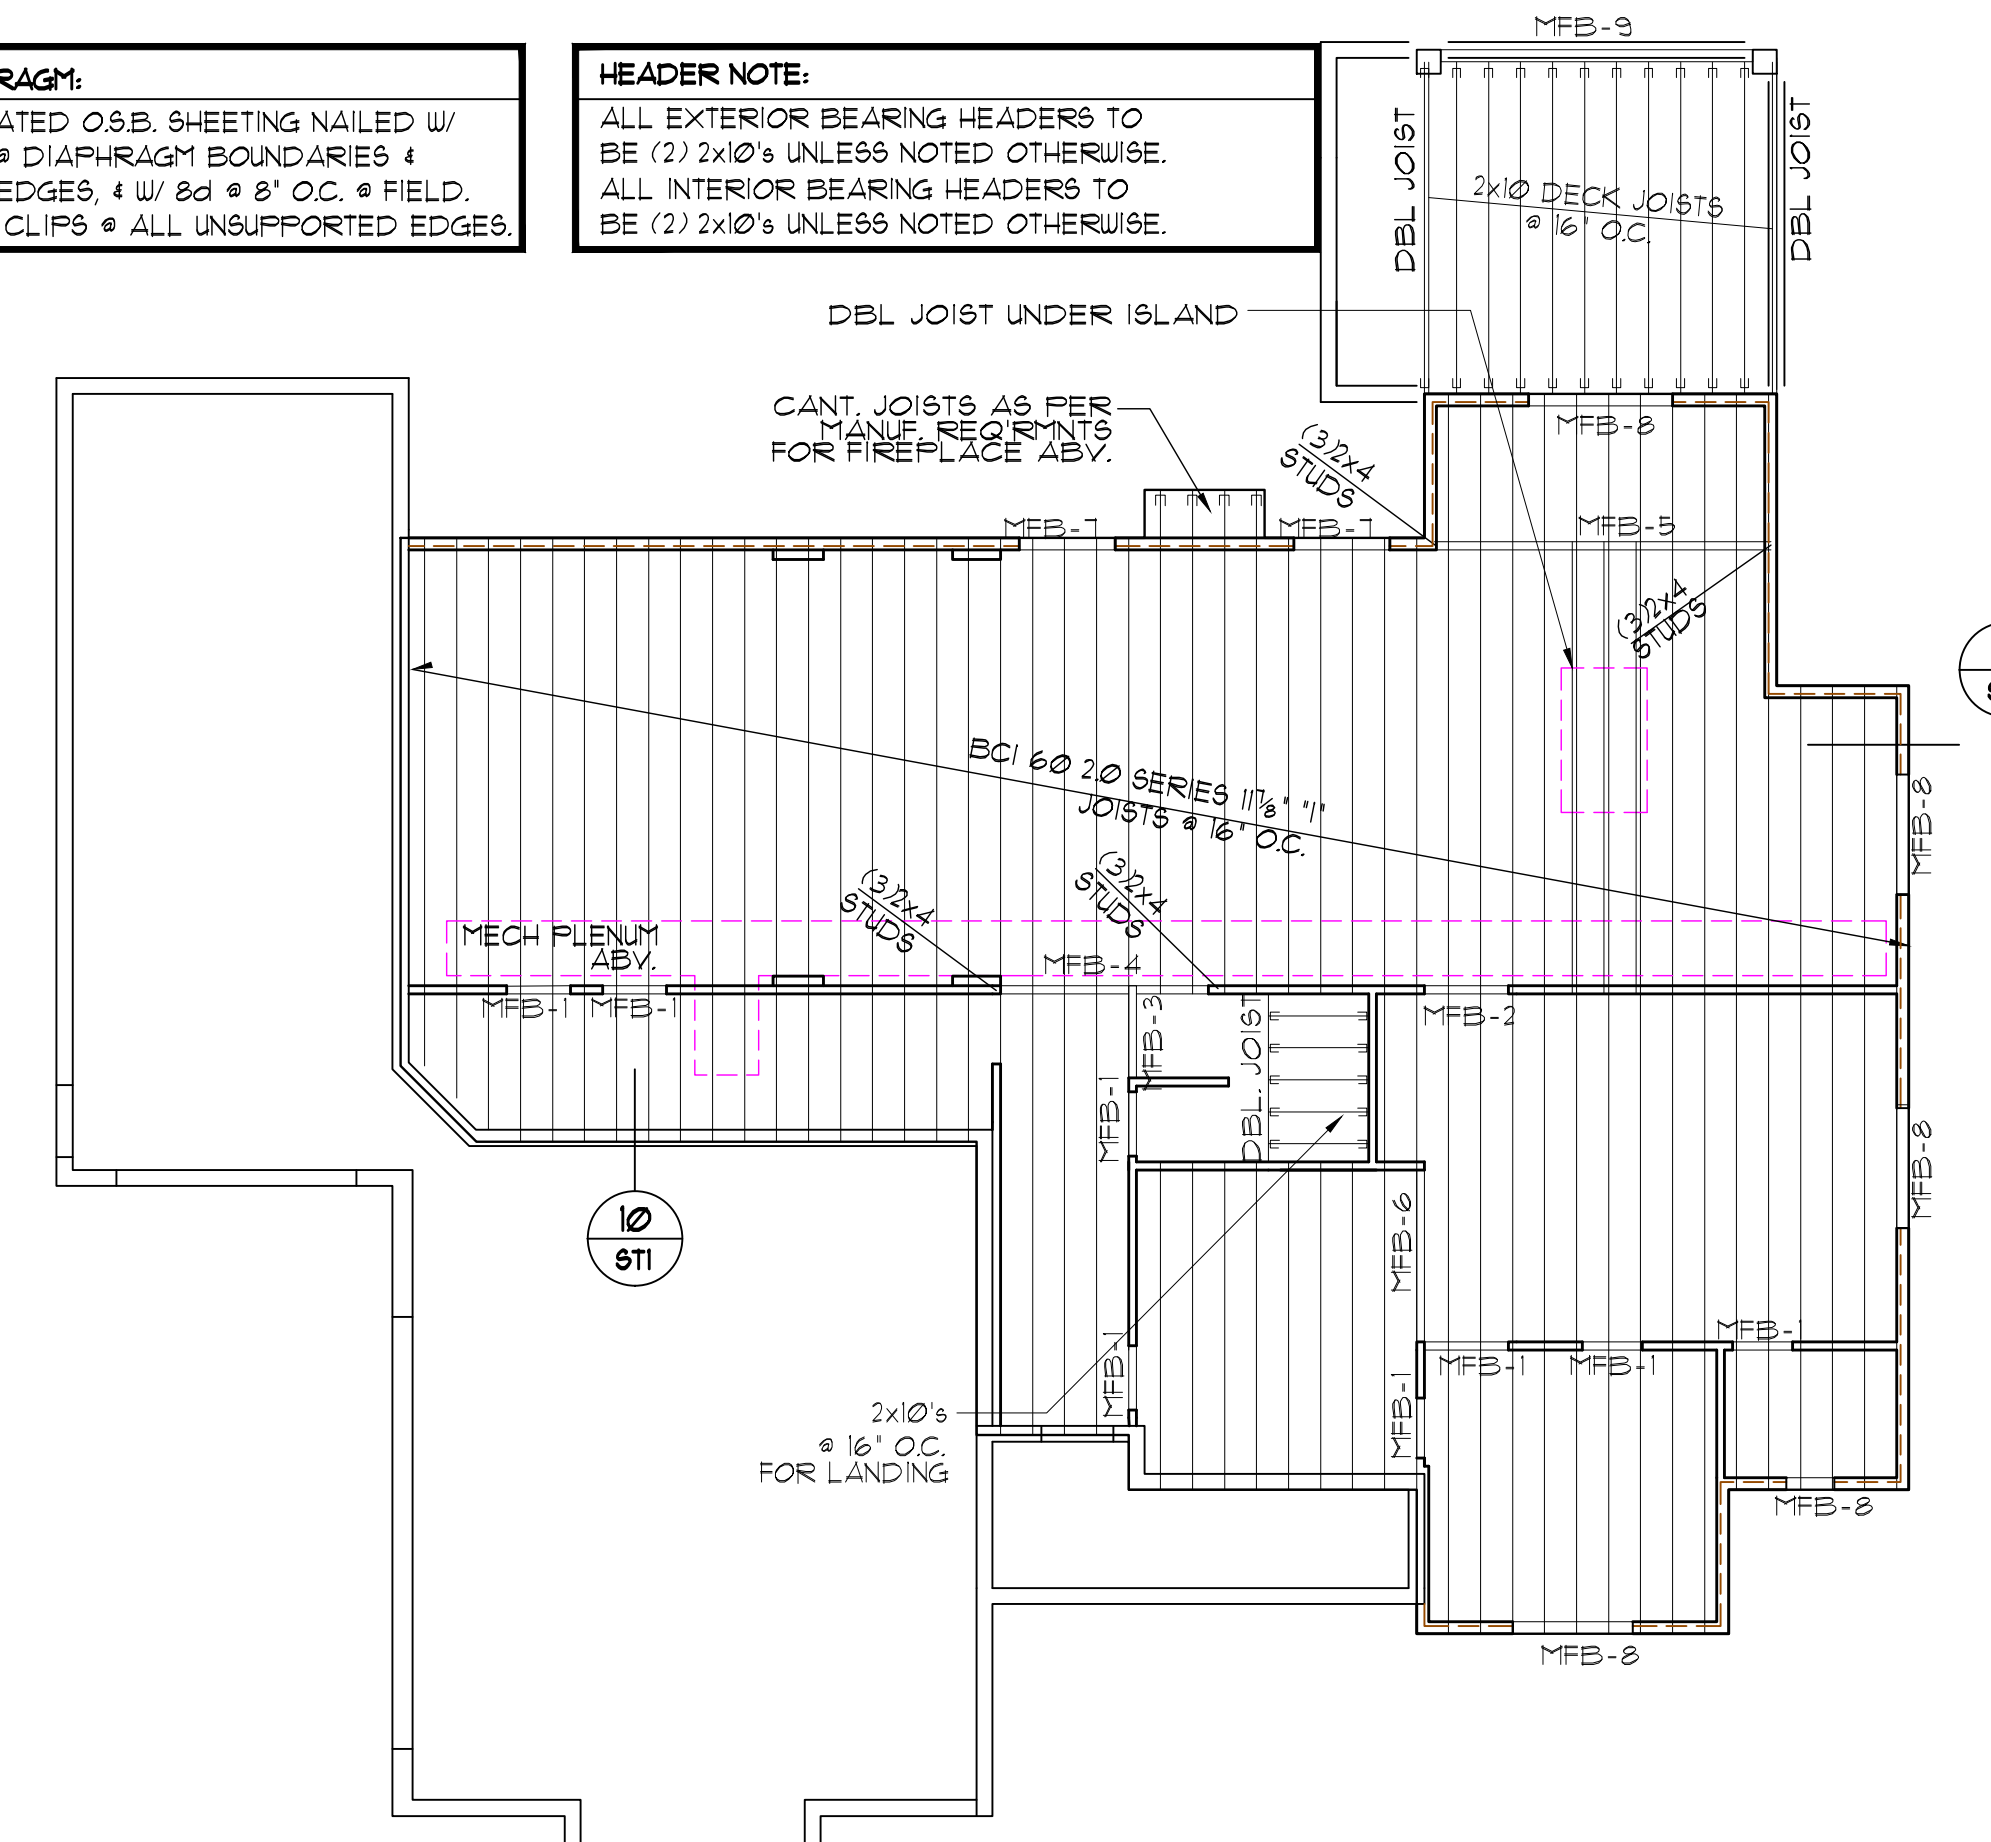 RAGM:
ATED O.S.B. SHEETING NAILED W/
@ DIAPHRAGM BOUNDARIES &
EDGES, & W/ 8d @ 8" O.C. @ FIELD.
CLIPS @ ALL UNSUPPORTED EDGES.
HEADER NOTE:
ALL EXTERIOR BEARING HEADERS TO
BE (2) 2x10's UNLESS NOTED OTHERWISE.
ALL INTERIOR BEARING HEADERS TO
BE (2) 2x10's UNLESS NOTED OTHERWISE.
MFB-9
DBL JOIST
DBL JOIST
2x10 DECK JOISTS
@ 16" O.C.
DBL JOIST UNDER ISLAND
CANT. JOISTS AS PER
MANUF. REQ'RMNTS
FOR FIREPLACE ABV.
(3)2x4
STUDS
MFB-8
MFB-7
MFB-7
MFB-5
(3)2x4
STUDS
BCI 60 2.0 SERIES 11⅞" "I"
JOISTS @ 16" O.C.
MFB-8
(3)2x4
STUDS
(3)2x4
STUDS
MECH PLENUM
ABV.
MFB-4
MFB-1
MFB-1
MFB-3
DBL. JOIST
MFB-2
MFB-1
MFB-8
10
ST1
MFB-6
MFB-1
MFB-1
MFB-1
MFB-1
MFB-1
2x10's
@ 16" O.C.
FOR LANDING
MFB-8
MFB-8